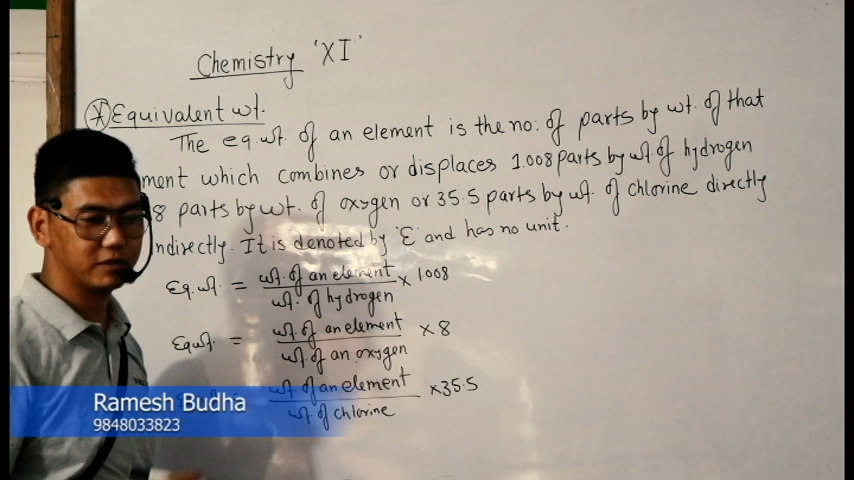 Chemistry 'XI'
* Equivalent wt.
The eq.wt of an element is the no: of parts by wt. of that
ment which combines or displaces 1.008 parts by wt. of hydrogen
8 parts by wt. of oxygen or 35.5 parts by wt. of chlorine directly
ndirectly. It is denoted by 'E' and has no unit.
Eq.wt. = wt. of an element / wt. of hydrogen × 1008
Eqwt. = wt. of an element / wt. of an oxygen × 8
= wt. of an element / wt. of chlorine × 35.5
Ramesh Budha
9848033823